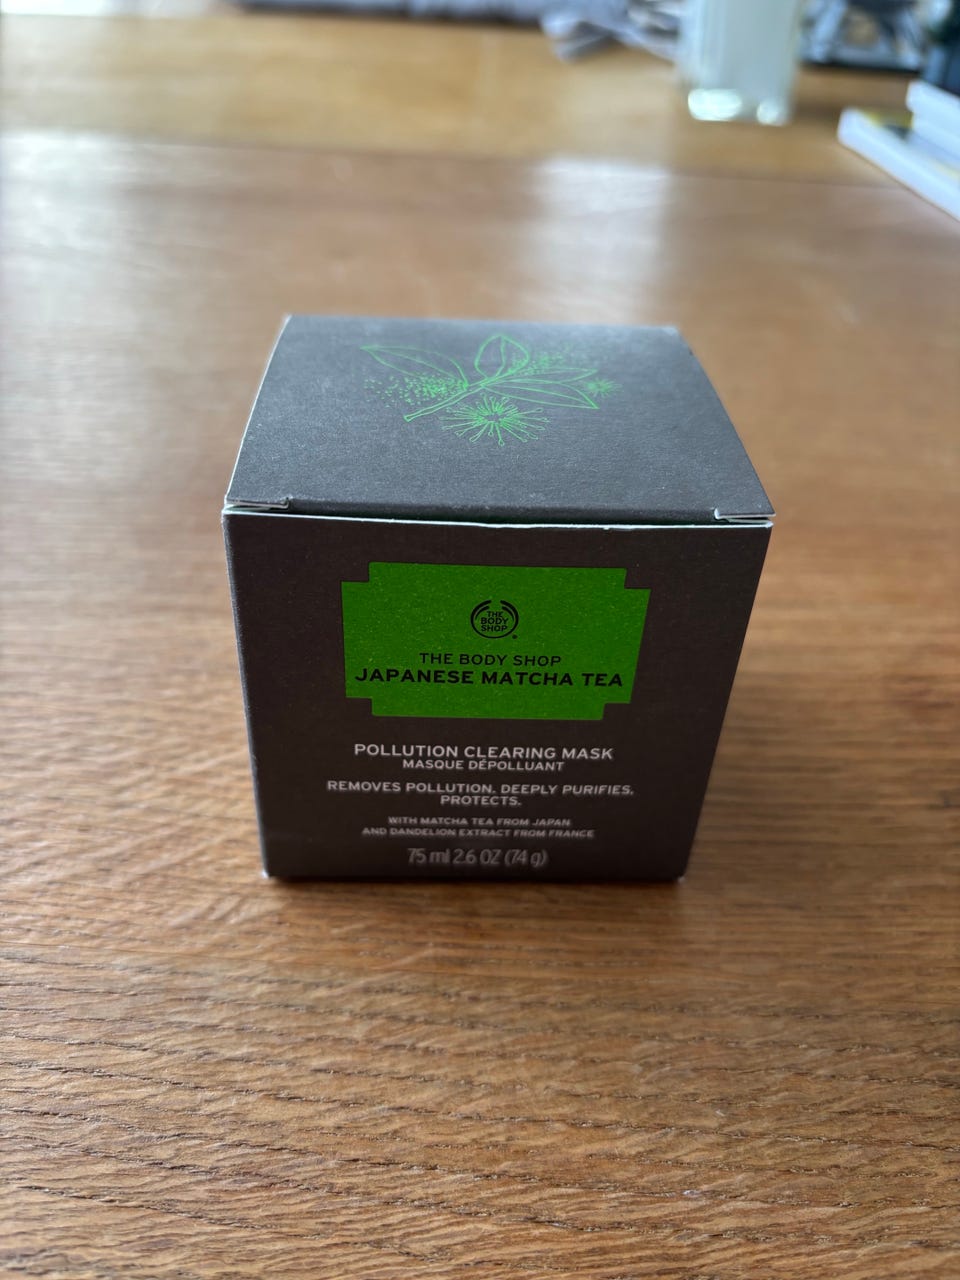 THE
BODY
SHOP
THE BODY SHOP
JAPANESE MATCHA TEA
POLLUTION CLEARING MASK
MASQUE DÉPOLLUANT
REMOVES POLLUTION. DEEPLY PURIFIES.
PROTECTS.
WITH MATCHA TEA FROM JAPAN
AND DANDELION EXTRACT FROM FRANCE
75 ml 2.6 OZ (74 g)